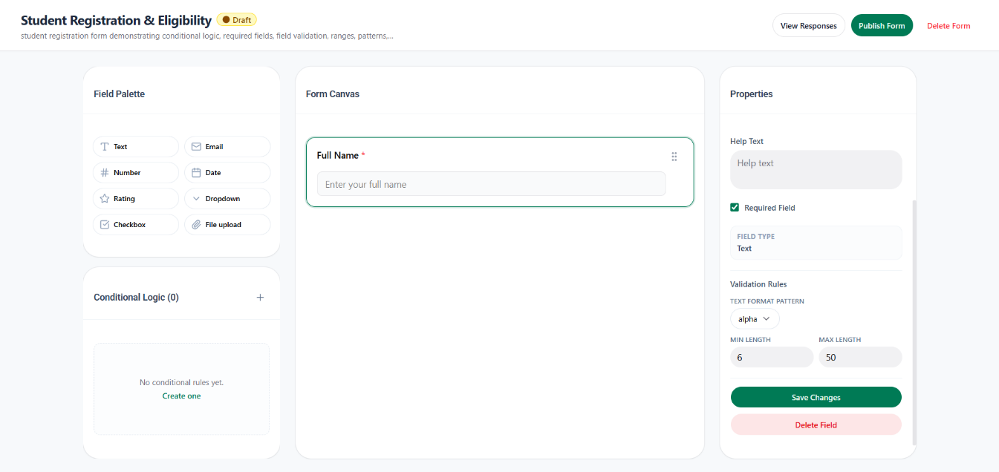 Student Registration & Eligibility
Draft
student registration form demonstrating conditional logic, required fields, field validation, ranges, patterns,...
View Responses
Publish Form
Delete Form
Field Palette
Text
Email
Number
Date
Rating
Dropdown
Checkbox
File upload
Conditional Logic (0)
No conditional rules yet.
Create one
Form Canvas
Full Name *
Enter your full name
Properties
Help Text
Help text
Required Field
FIELD TYPE
Text
Validation Rules
TEXT FORMAT PATTERN
alpha
MIN LENGTH
MAX LENGTH
6
50
Save Changes
Delete Field